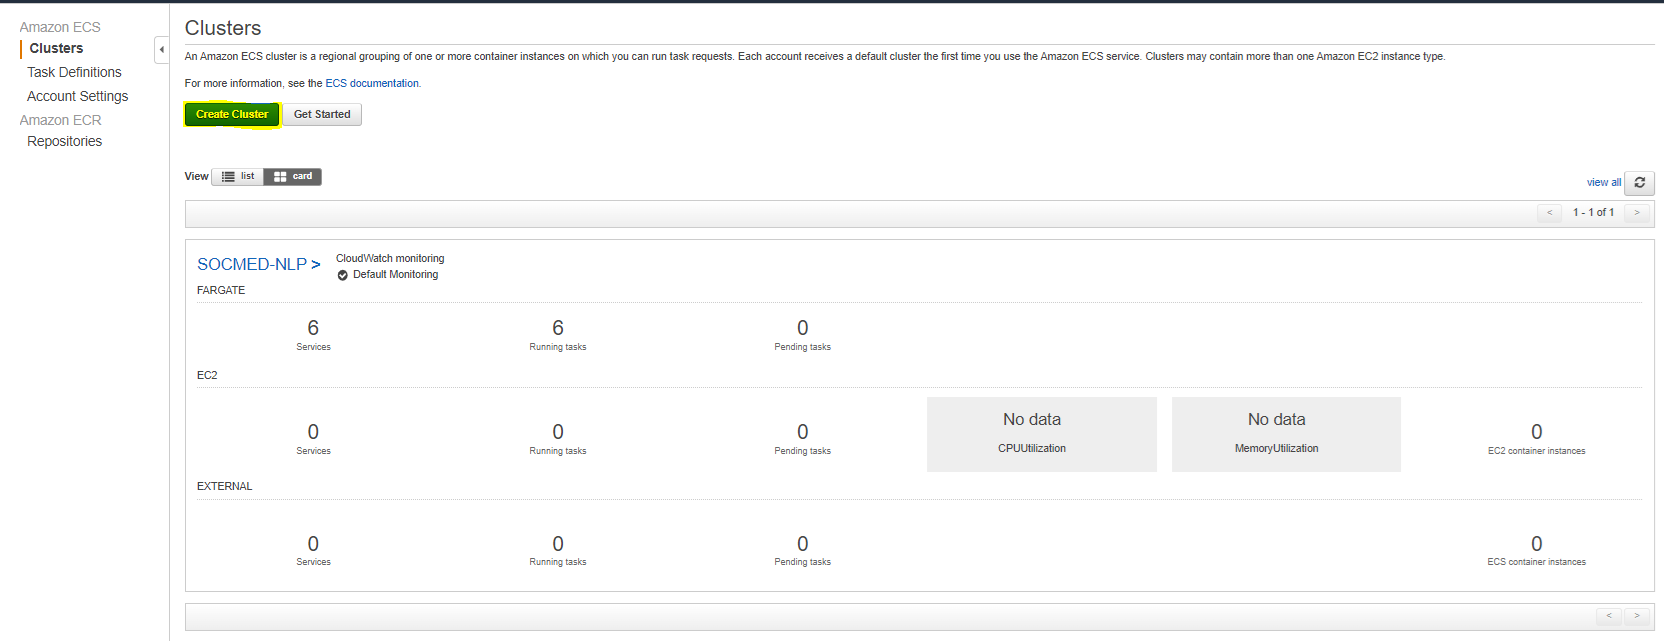 Amazon ECS
Clusters
Task Definitions
Account Settings
Amazon ECR
Repositories
Clusters
An Amazon ECS cluster is a regional grouping of one or more container instances on which you can run task requests. Each account receives a default cluster the first time you use the Amazon ECS service. Clusters may contain more than one Amazon EC2 instance type.
For more information, see the ECS documentation.
Create Cluster Get Started
View list card
view all
< 1 - 1 of 1 >
SOCMED-NLP > CloudWatch monitoring
Default Monitoring
FARGATE
6 6 0
Services Running tasks Pending tasks
EC2
No data No data
0 0 0 0
CPUUtilization MemoryUtilization
Services Running tasks Pending tasks EC2 container instances
EXTERNAL
0 0 0 0
Services Running tasks Pending tasks ECS container instances
< >